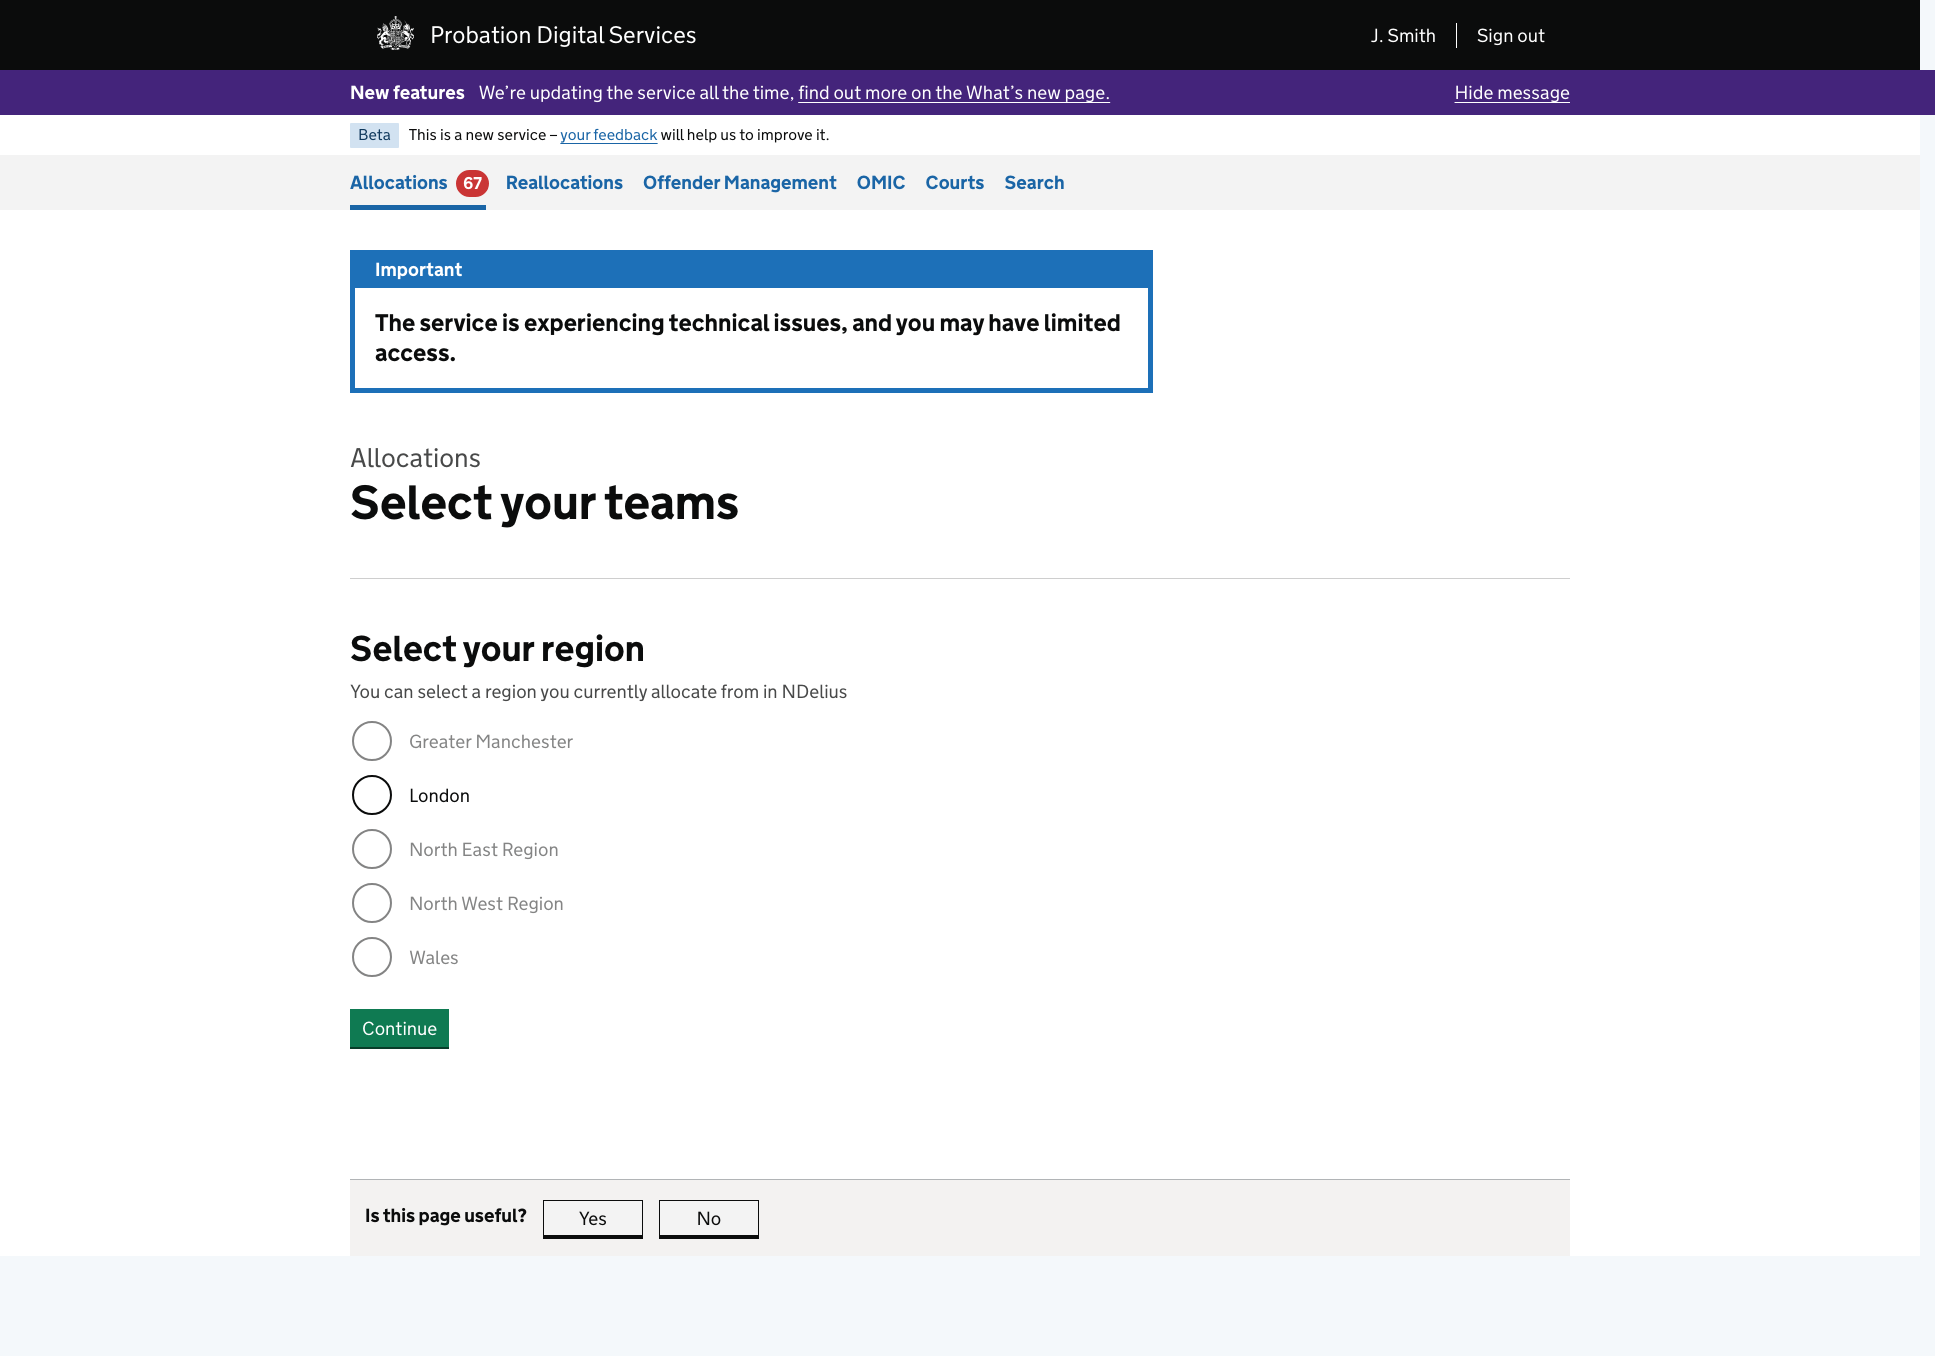 Probation Digital Services
J. Smith
Sign out
New features We’re updating the service all the time, find out more on the What’s new page.
Hide message
Beta This is a new service – your feedback will help us to improve it.
Allocations 67 Reallocations Offender Management OMIC Courts Search
Important
The service is experiencing technical issues, and you may have limited
access.
Allocations
Select your teams
Select your region
You can select a region you currently allocate from in NDelius
Greater Manchester
London
North East Region
North West Region
Wales
Continue
Is this page useful? Yes No